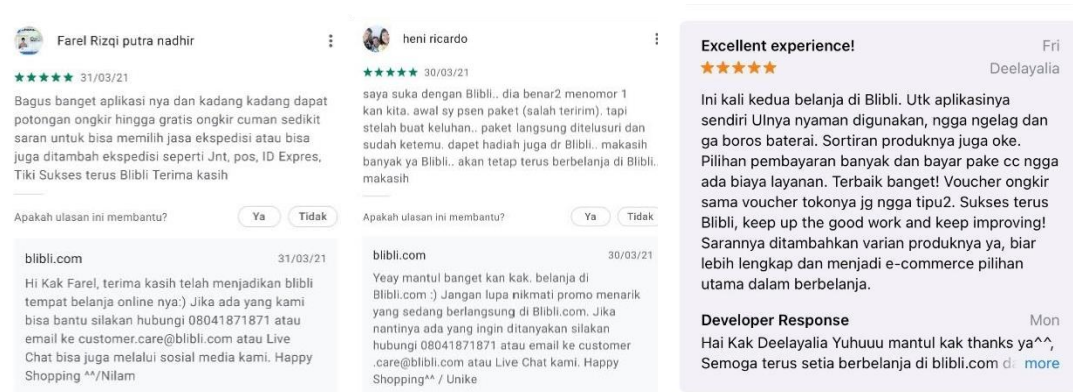 Farel Rizqi putra nadhir
31/03/21
Bagus banget aplikasi nya dan kadang kadang dapat
potongan ongkir hingga gratis ongkir cuman sedikit
saran untuk bisa memilih jasa ekspedisi atau bisa
juga ditambah ekspedisi seperti Jnt, pos, ID Expres,
Tiki Sukses terus Blibli Terima kasih
Apakah ulasan ini membantu?
Ya
Tidak
blibli.com
31/03/21
Hi Kak Farel, terima kasih telah menjadikan blibli
tempat belanja online nya:) Jika ada yang kami
bisa bantu silakan hubungi 08041871871 atau
email ke customer.care@blibli.com atau Live
Chat bisa juga melalui sosial media kami. Happy
Shopping ^^/Nilam
heni ricardo
30/03/21
saya suka dengan Blibli.. dia benar2 menomor 1
kan kita. awal sy psen paket (salah teririm). tapi
stelah buat keluhan.. paket langsung ditelusuri dan
sudah ketemu. dapet hadiah juga dr Blibli.. makasih
banyak ya Blibli.. akan tetap terus berbelanja di Blibli..
makasih
Apakah ulasan ini membantu?
Ya
Tidak
blibli.com
30/03/21
Yeay mantul banget kan kak. belanja di
Blibli.com :) Jangan lupa nikmati promo menarik
yang sedang berlangsung di Blibli.com. Jika
nantinya ada yang ingin ditanyakan silakan
hubungi 08041871871 atau email ke customer
.care@blibli.com atau Live Chat kami. Happy
Shopping^^ / Unike
Excellent experience!
Fri
Deelayalia
Ini kali kedua belanja di Blibli. Utk aplikasinya
sendiri UInya nyaman digunakan, ngga ngelag dan
ga boros baterai. Sortiran produknya juga oke.
Pilihan pembayaran banyak dan bayar pake cc ngga
ada biaya layanan. Terbaik banget! Voucher ongkir
sama voucher tokonya jg ngga tipu2. Sukses terus
Blibli, keep up the good work and keep improving!
Sarannya ditambahkan varian produknya ya, biar
lebih lengkap dan menjadi e-commerce pilihan
utama dalam berbelanja.
Developer Response
Mon
Hai Kak Deelayalia Yuhuuu mantul kak thanks ya^^,
Semoga terus setia berbelanja di blibli.com more